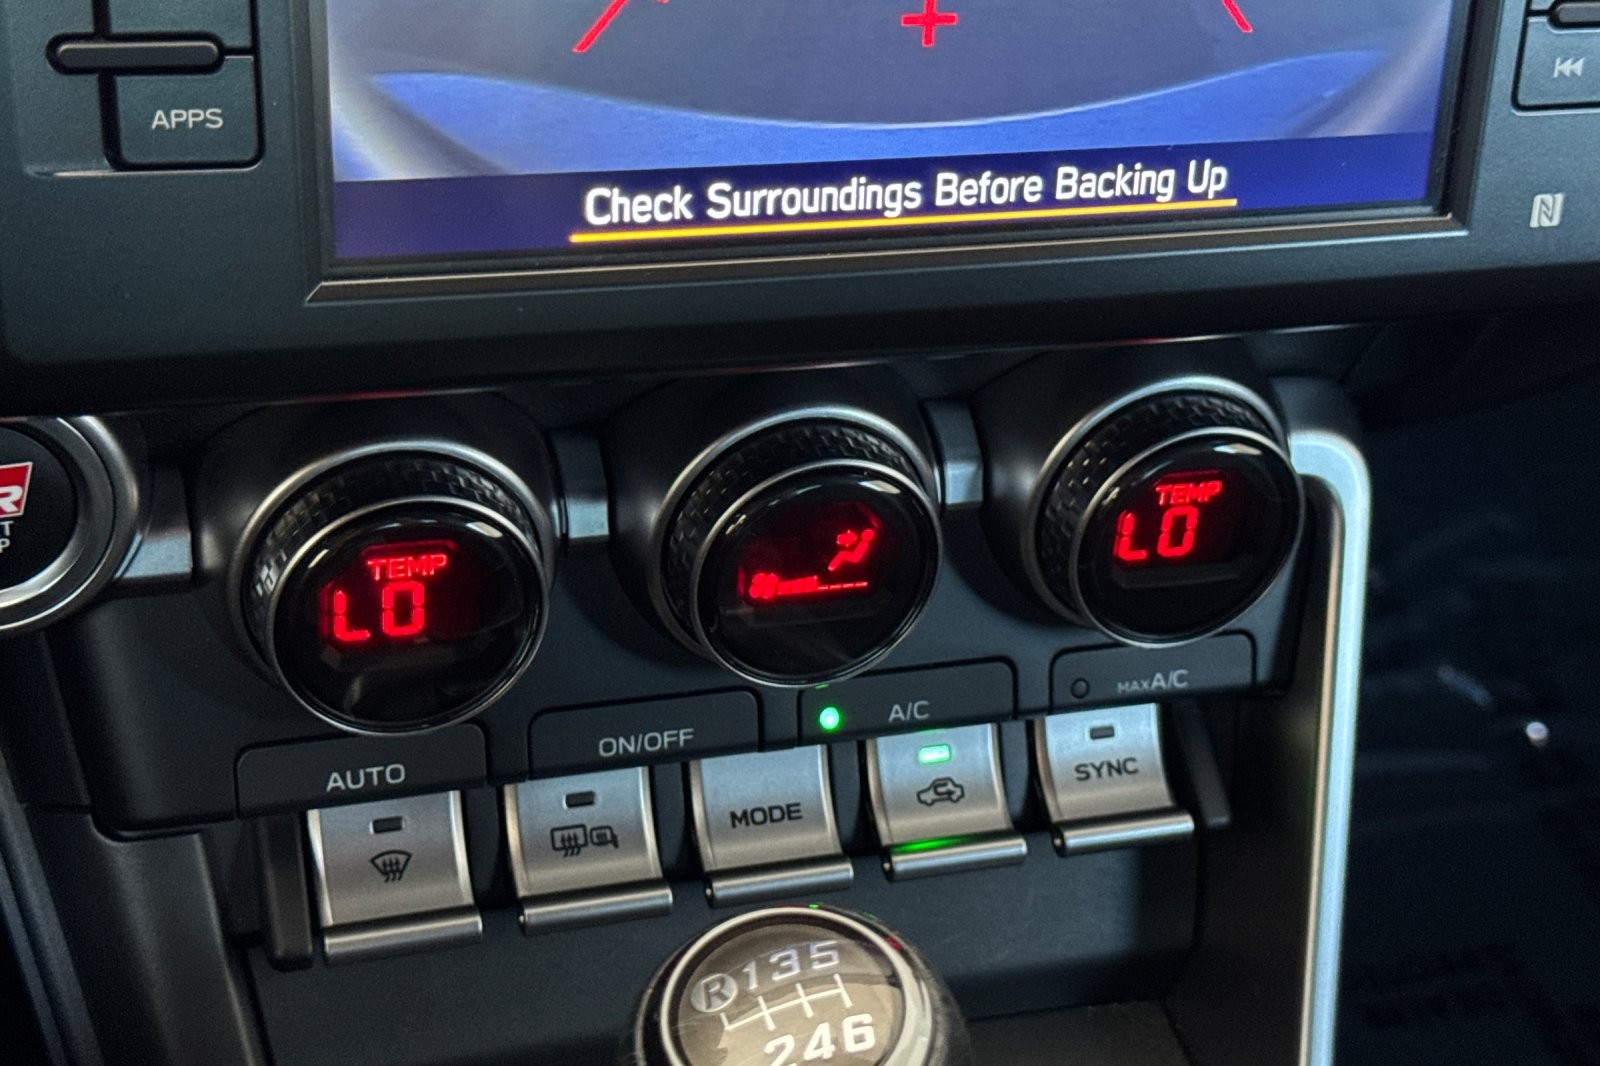 APPS
Check Surroundings Before Backing Up
TEMP
LO
TEMP
LO
AUTO
ON/OFF
A/C
MAX A/C
MODE
SYNC
R 1 3 5
2 4 6